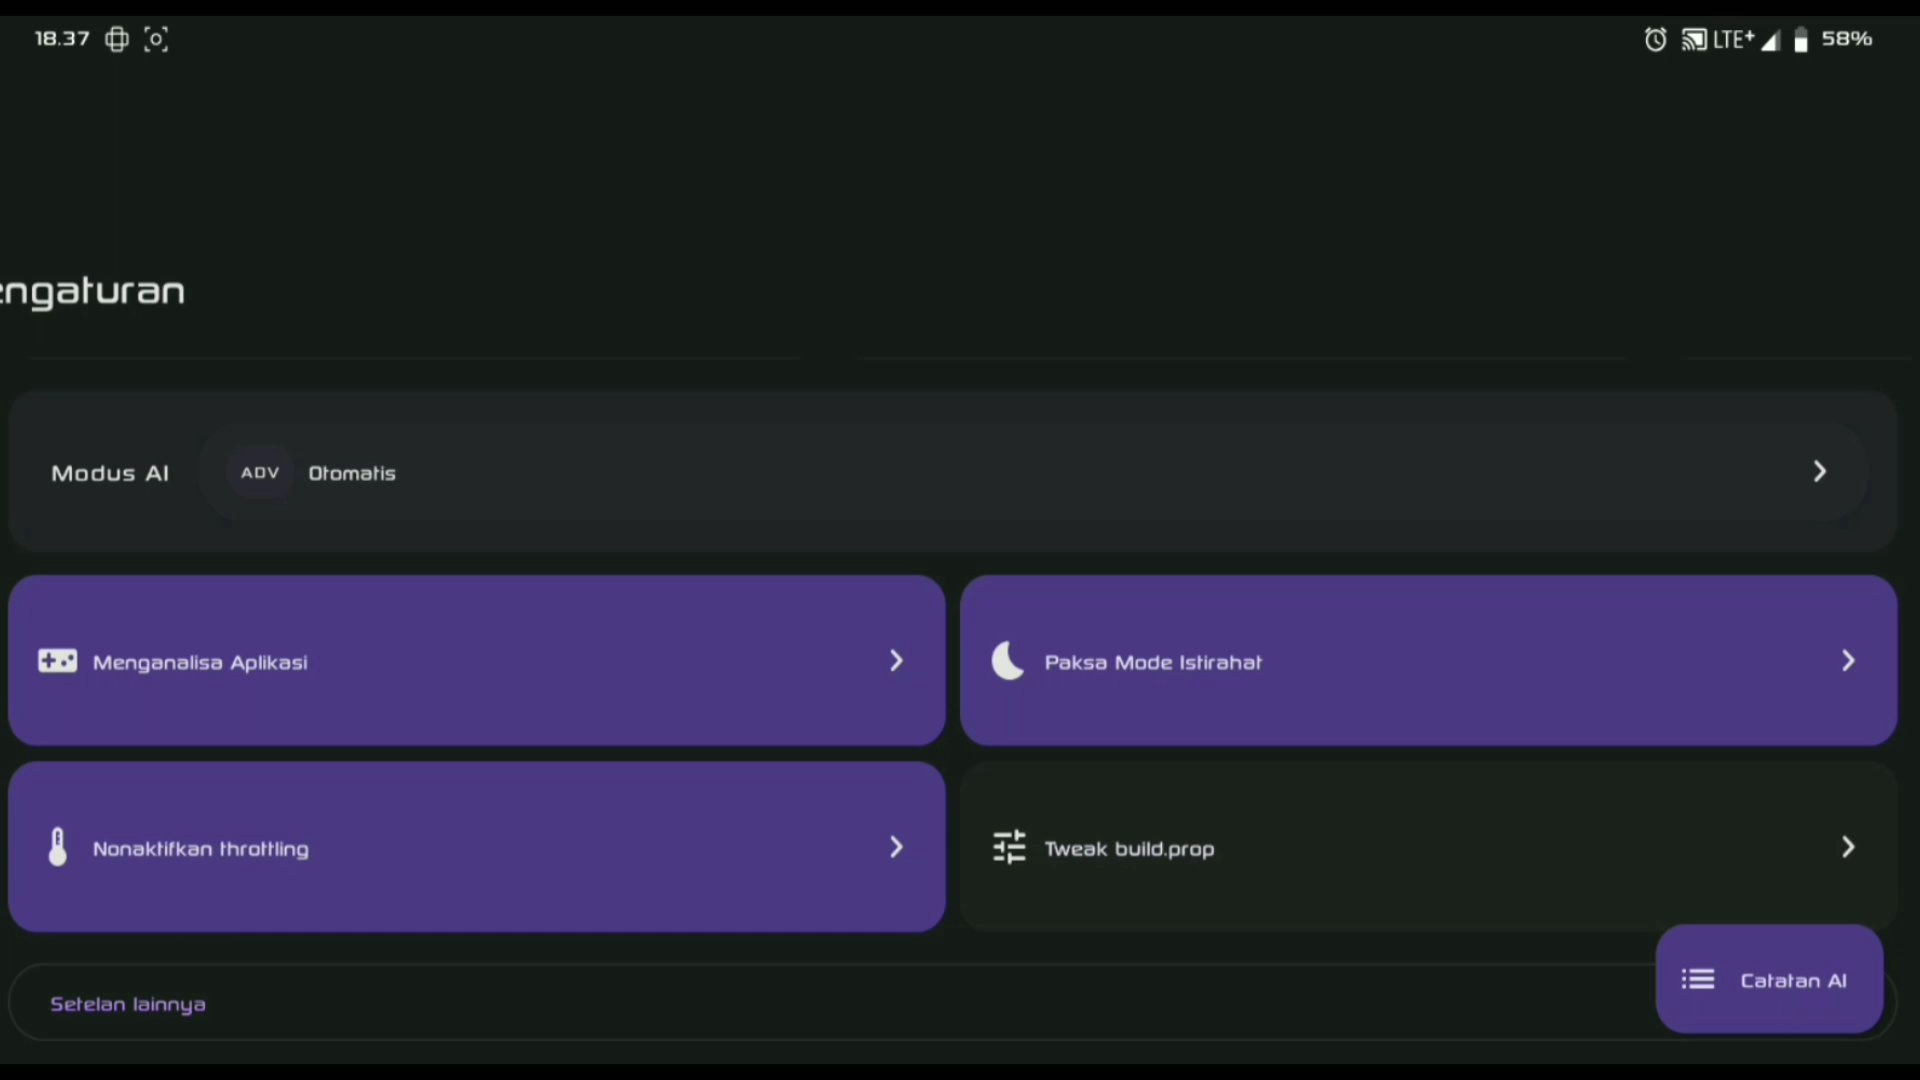 18.37
LTE+ 58%
engaturan
Modus AI ADV Otomatis
Menganalisa Aplikasi
Paksa Mode Istirahat
Nonaktifkan throttling
Tweak build.prop
Setelan lainnya
Catatan AI